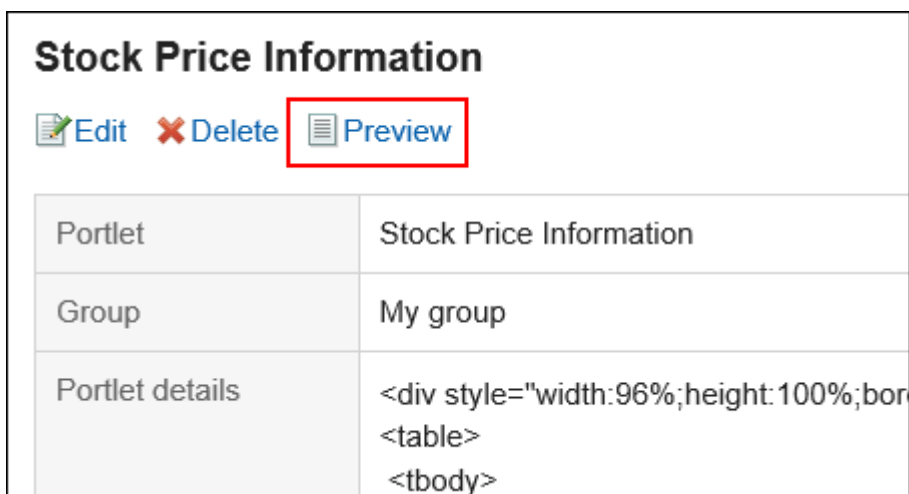 Stock Price Information
Edit Delete Preview
Portlet Stock Price Information
Group My group
Portlet details <div style="width:96%;height:100%;bor
<table>
<tbody>